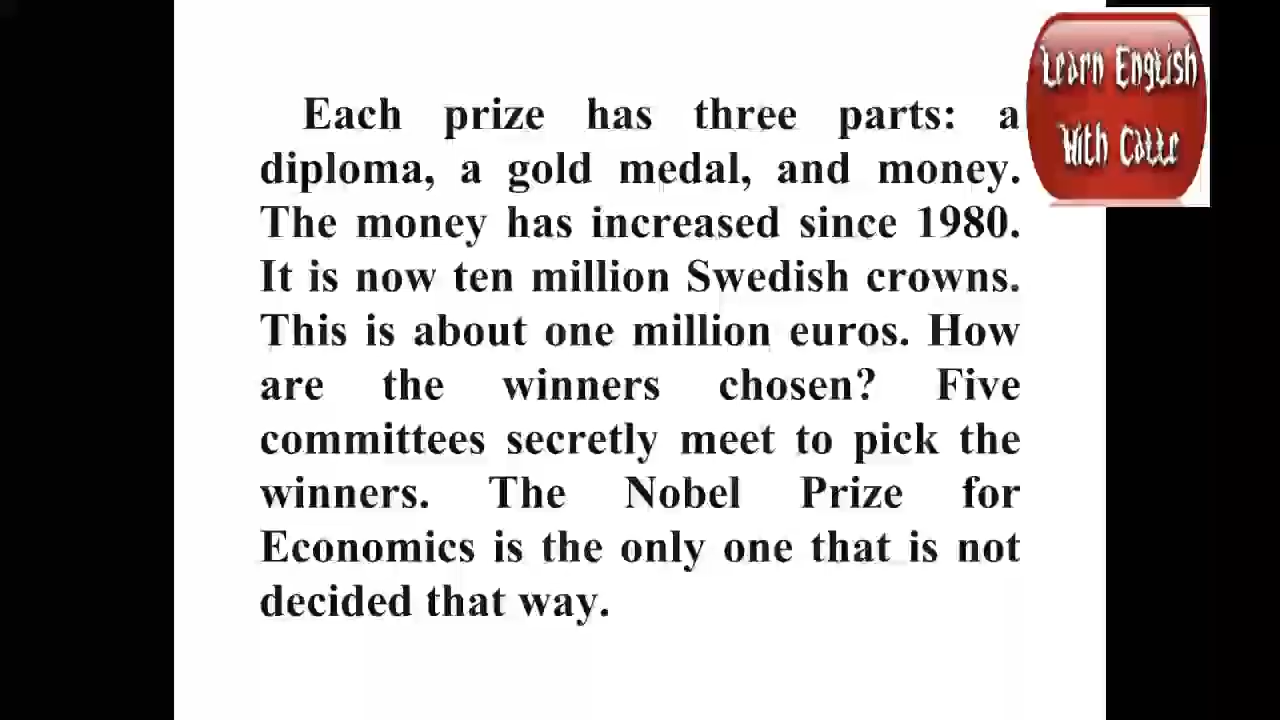 Each prize has three parts: a
diploma, a gold medal, and money.
The money has increased since 1980.
It is now ten million Swedish crowns.
This is about one million euros. How
are the winners chosen? Five
committees secretly meet to pick the
winners. The Nobel Prize for
Economics is the only one that is not
decided that way.
Learn English
With